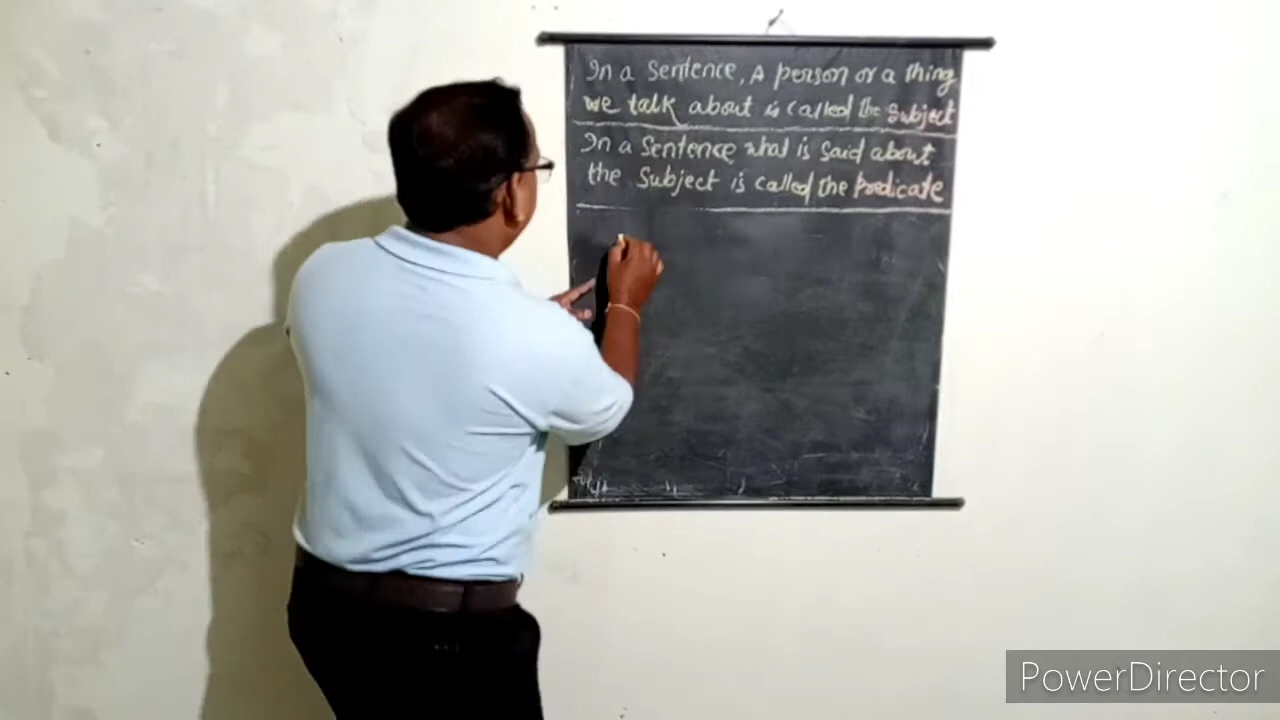 In a Sentence, A person or a thing
we talk about is called the Subject
In a Sentence what is said about
the Subject is called the Predicate
PowerDirector